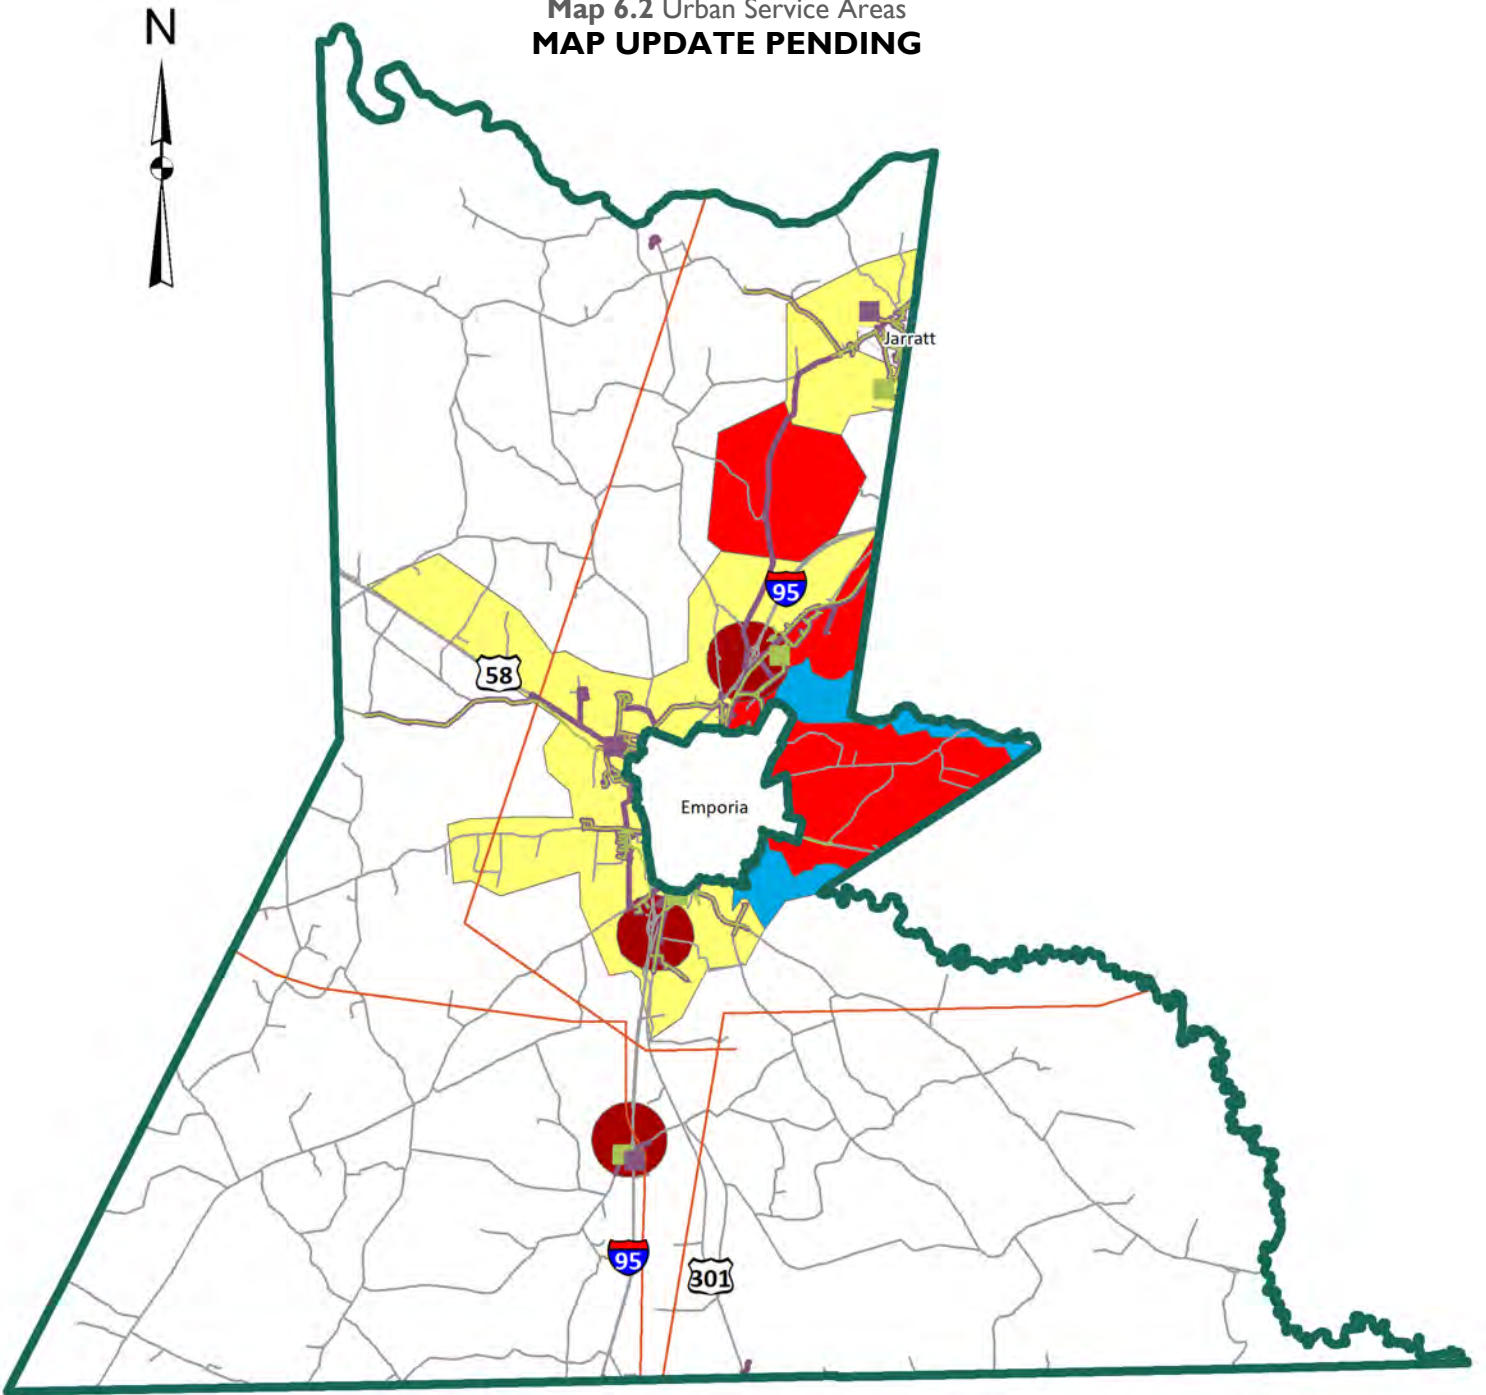 Map 6.2 Urban Service Areas
MAP UPDATE PENDING
N
Jarratt
95
58
Emporia
95
301